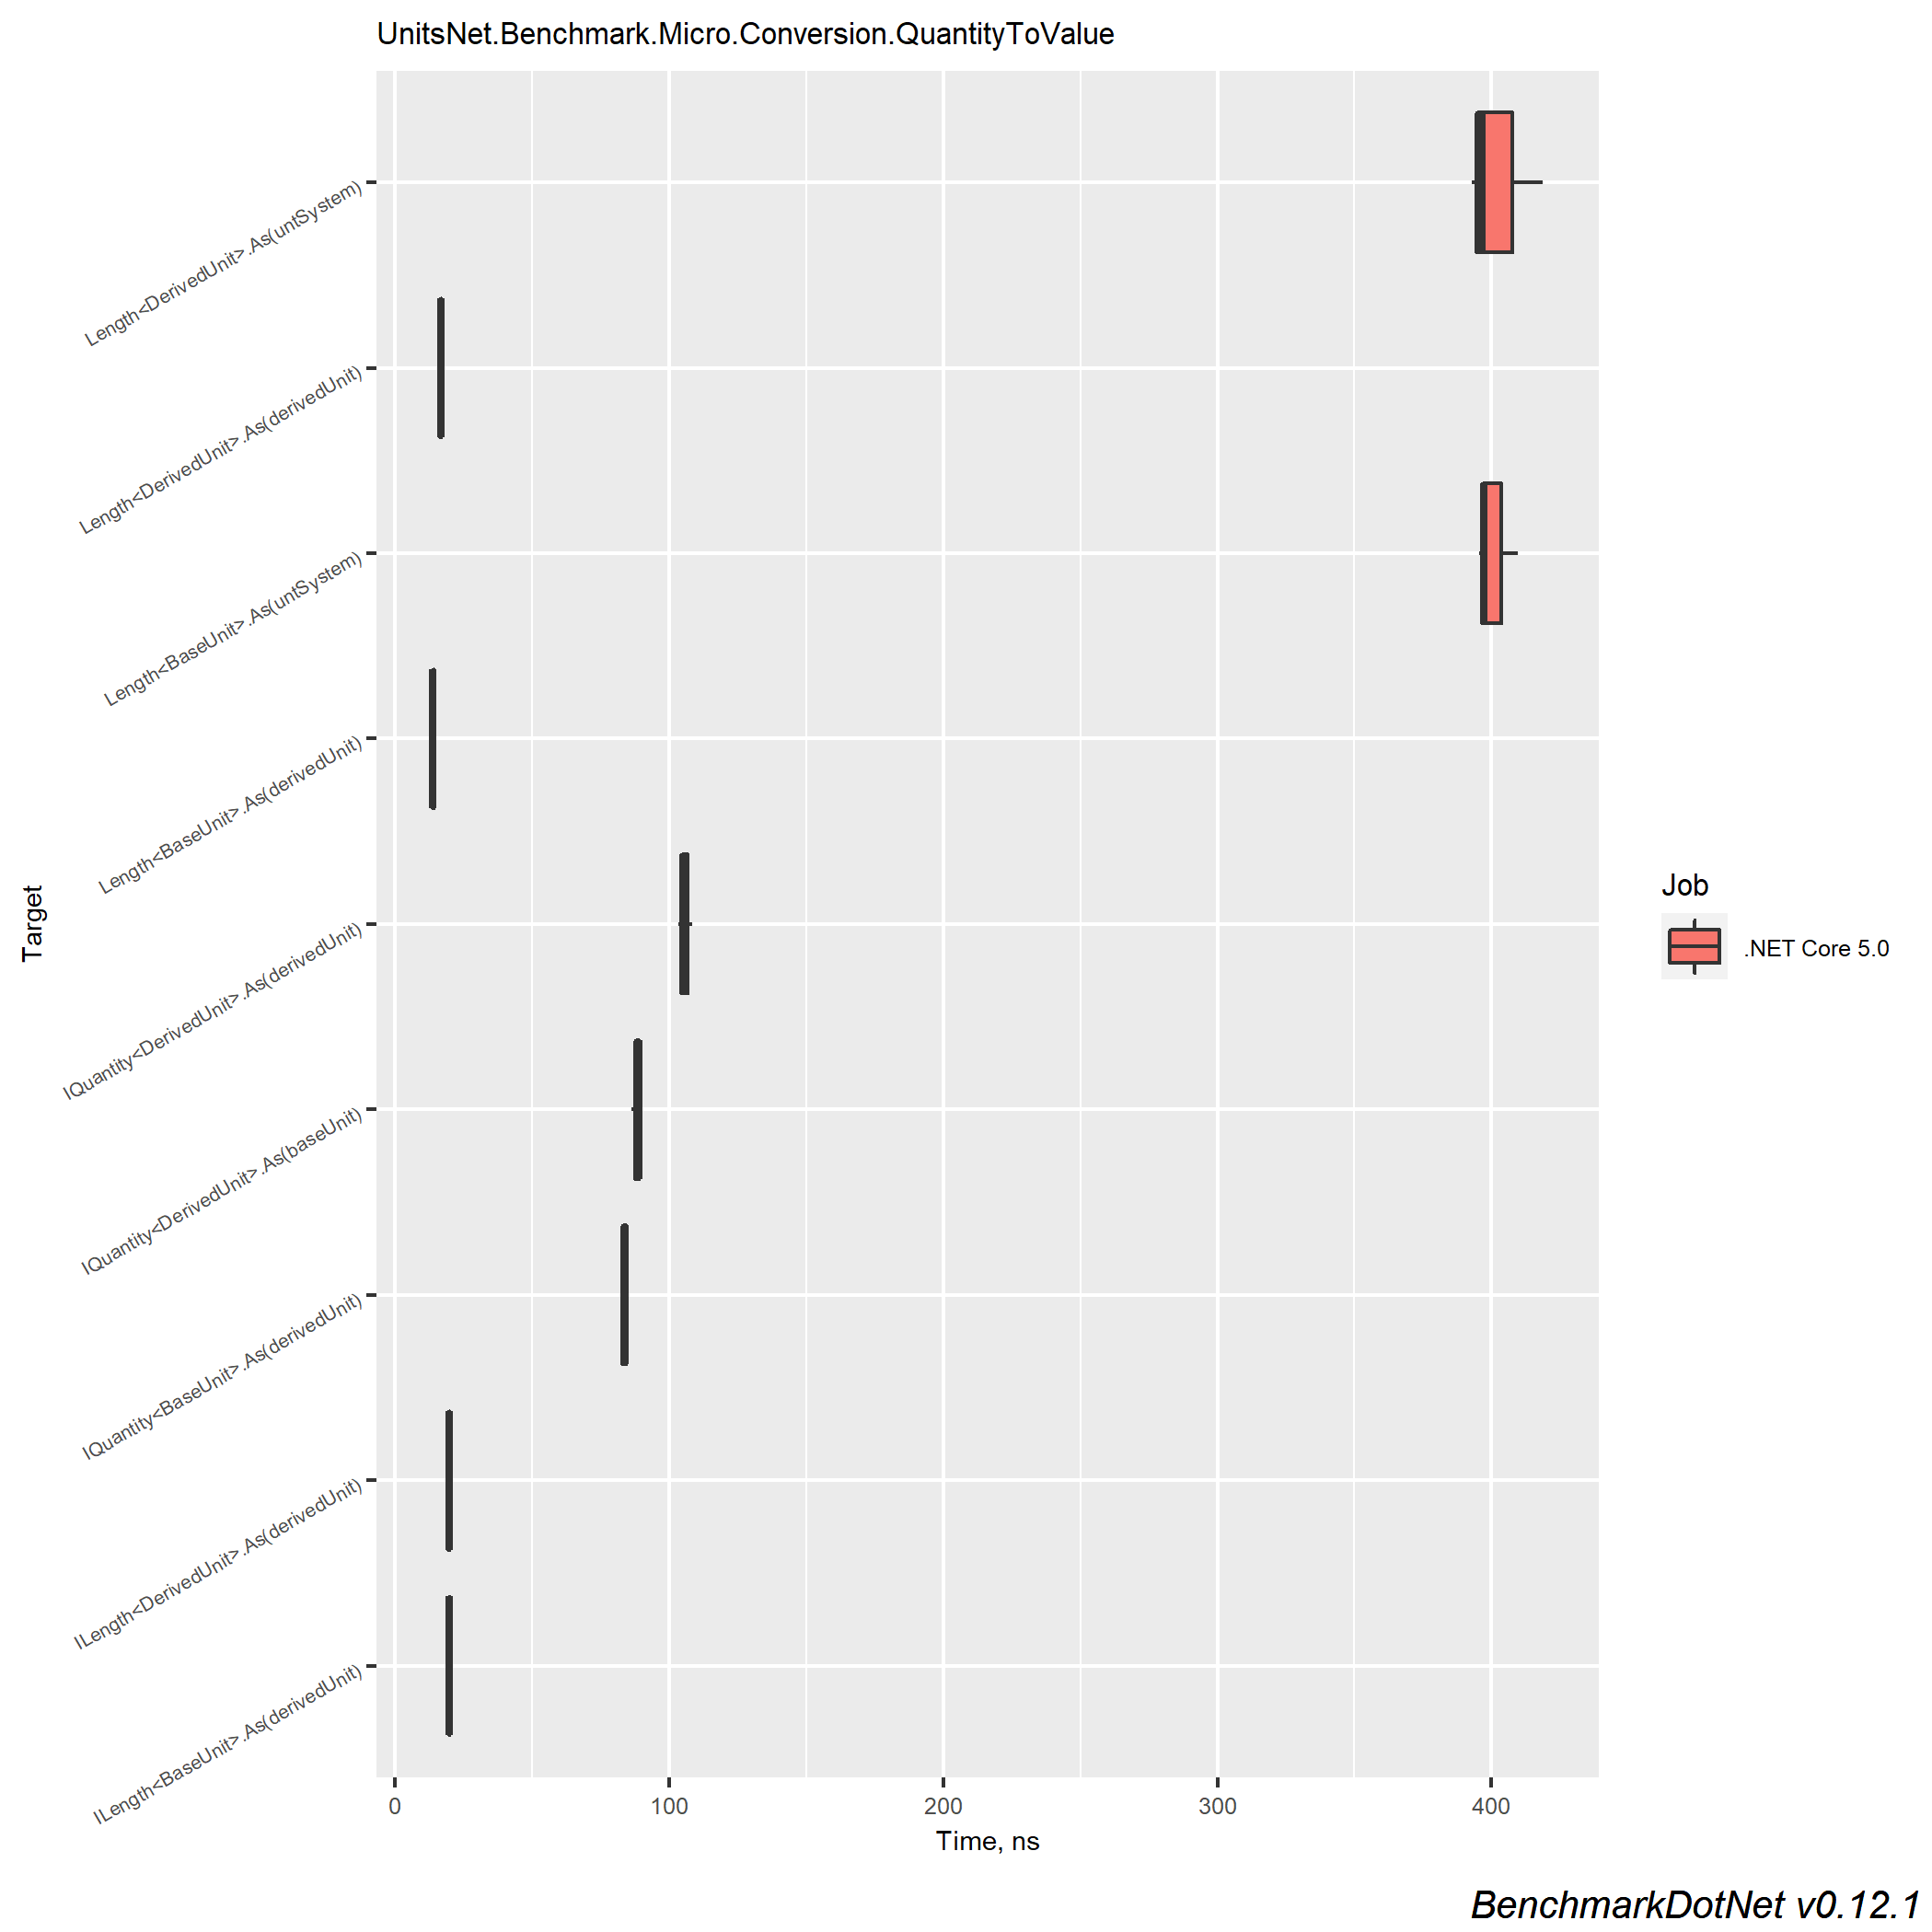 UnitsNet.Benchmark.Micro.Conversion.QuantityToValue
Length<DerivedUnit>.As(untSystem)
Length<DerivedUnit>.As(derivedUnit)
Length<BaseUnit>.As(untSystem)
Length<BaseUnit>.As(derivedUnit)
IQuantity<DerivedUnit>.As(derivedUnit)
IQuantity<DerivedUnit>.As(baseUnit)
IQuantity<BaseUnit>.As(derivedUnit)
ILength<DerivedUnit>.As(derivedUnit)
ILength<BaseUnit>.As(derivedUnit)
Target
0 100 200 300 400
Time, ns
Job
.NET Core 5.0
BenchmarkDotNet v0.12.1